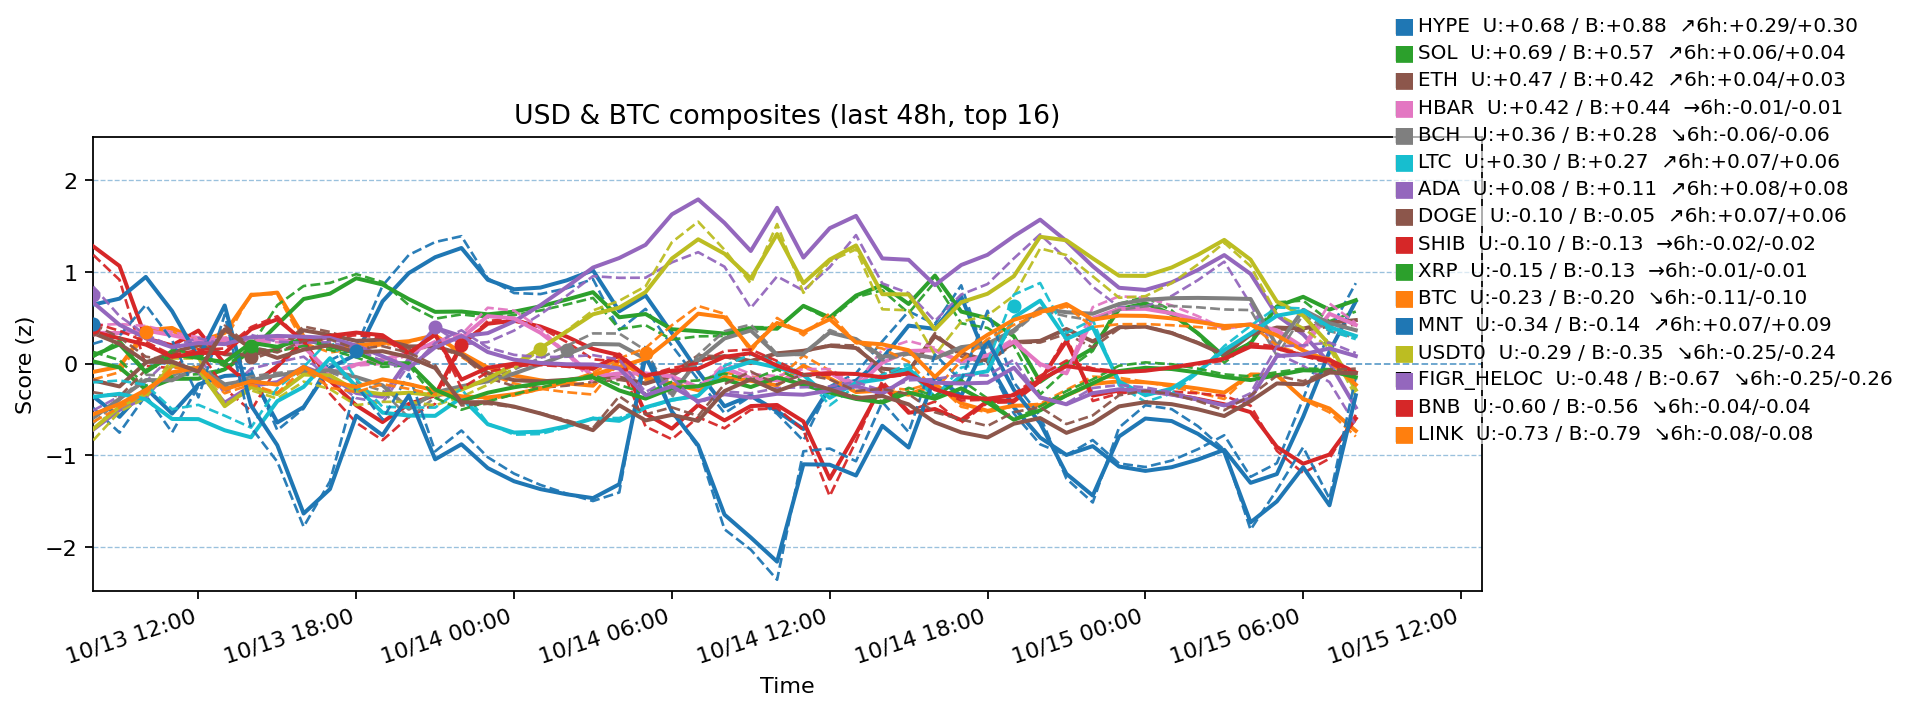 HYPE U:+0.68 / B:+0.88 ↗6h:+0.29/+0.30
SOL U:+0.69 / B:+0.57 ↗6h:+0.06/+0.04
ETH U:+0.47 / B:+0.42 ↗6h:+0.04/+0.03
HBAR U:+0.42 / B:+0.44 →6h:-0.01/-0.01
BCH U:+0.36 / B:+0.28 ↘6h:-0.06/-0.06
LTC U:+0.30 / B:+0.27 ↗6h:+0.07/+0.06
ADA U:+0.08 / B:+0.11 ↗6h:+0.08/+0.08
DOGE U:-0.10 / B:-0.05 ↗6h:+0.07/+0.06
SHIB U:-0.10 / B:-0.13 →6h:-0.02/-0.02
XRP U:-0.15 / B:-0.13 →6h:-0.01/-0.01
BTC U:-0.23 / B:-0.20 ↘6h:-0.11/-0.10
MNT U:-0.34 / B:-0.14 ↗6h:+0.07/+0.09
USDT0 U:-0.29 / B:-0.35 ↘6h:-0.25/-0.24
FIGR_HELOC U:-0.48 / B:-0.67 ↘6h:-0.25/-0.26
BNB U:-0.60 / B:-0.56 ↘6h:-0.04/-0.04
LINK U:-0.73 / B:-0.79 ↘6h:-0.08/-0.08
USD & BTC composites (last 48h, top 16)
Score (z)
2
1
0
−1
−2
10/13 12:00
10/13 18:00
10/14 00:00
10/14 06:00
10/14 12:00
10/14 18:00
10/15 00:00
10/15 06:00
10/15 12:00
Time